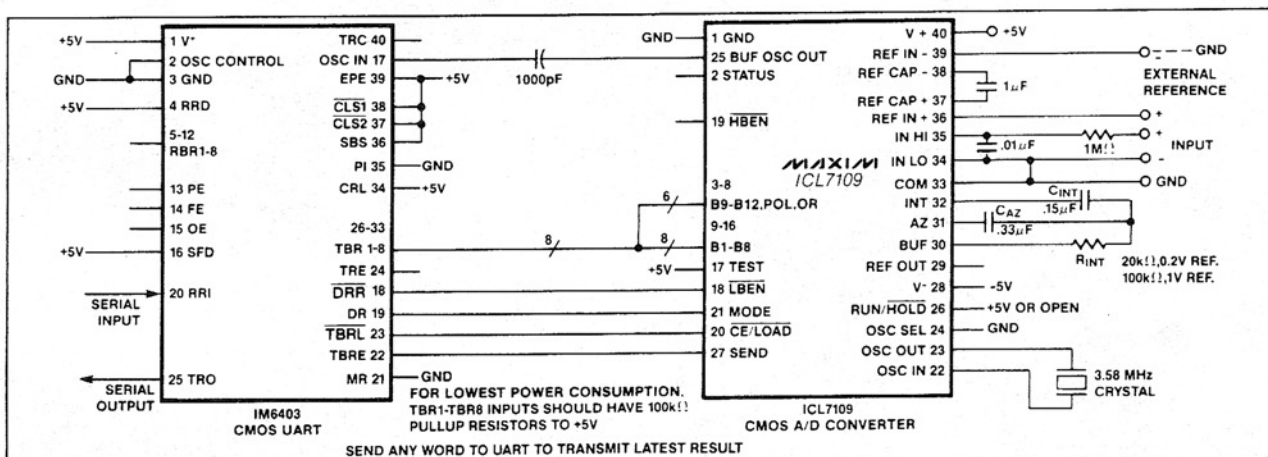 +5V
1 V+
2 OSC CONTROL
GND
3 GND
+5V
4 RRD
5-12
RBR1-8
13 PE
14 FE
15 OE
+5V
16 SFD
20 RRI
SERIAL
INPUT
25 TRO
SERIAL
OUTPUT
TRC 40
OSC IN 17
EPE 39
+5V
CLS1 38
CLS2 37
SBS 36
PI 35
GND
CRL 34
+5V
26-33
TBR 1-8
TRE 24
DRR 18
DR 19
TBRL 23
TBRE 22
MR 21
GND
IM6403
CMOS UART
1000pF
8
6
8
FOR LOWEST POWER CONSUMPTION,
TBR1-TBR8 INPUTS SHOULD HAVE 100kΩ
PULLUP RESISTORS TO +5V
SEND ANY WORD TO UART TO TRANSMIT LATEST RESULT
GND
1 GND
25 BUF OSC OUT
2 STATUS
19 HBEN
3-8
B9-B12,POL,OR
9-16
B1-B8
+5V
17 TEST
18 LBEN
21 MODE
20 CE/LOAD
27 SEND
MAXIM
ICL7109
V + 40
+5V
REF IN - 39
- --- GND
REF CAP - 38
EXTERNAL
REFERENCE
1µF
REF CAP + 37
REF IN + 36
+
IN HI 35
.01µF
1MΩ
+
INPUT
IN LO 34
-
COM 33
GND
INT 32
CINT
.15µF
AZ 31
CAZ
.33µF
BUF 30
RINT
20kΩ,0.2V REF.
100kΩ,1V REF.
REF OUT 29
V- 28
-5V
RUN/HOLD 26
+5V OR OPEN
OSC SEL 24
GND
OSC OUT 23
OSC IN 22
3.58 MHz
CRYSTAL
ICL7109
CMOS A/D CONVERTER